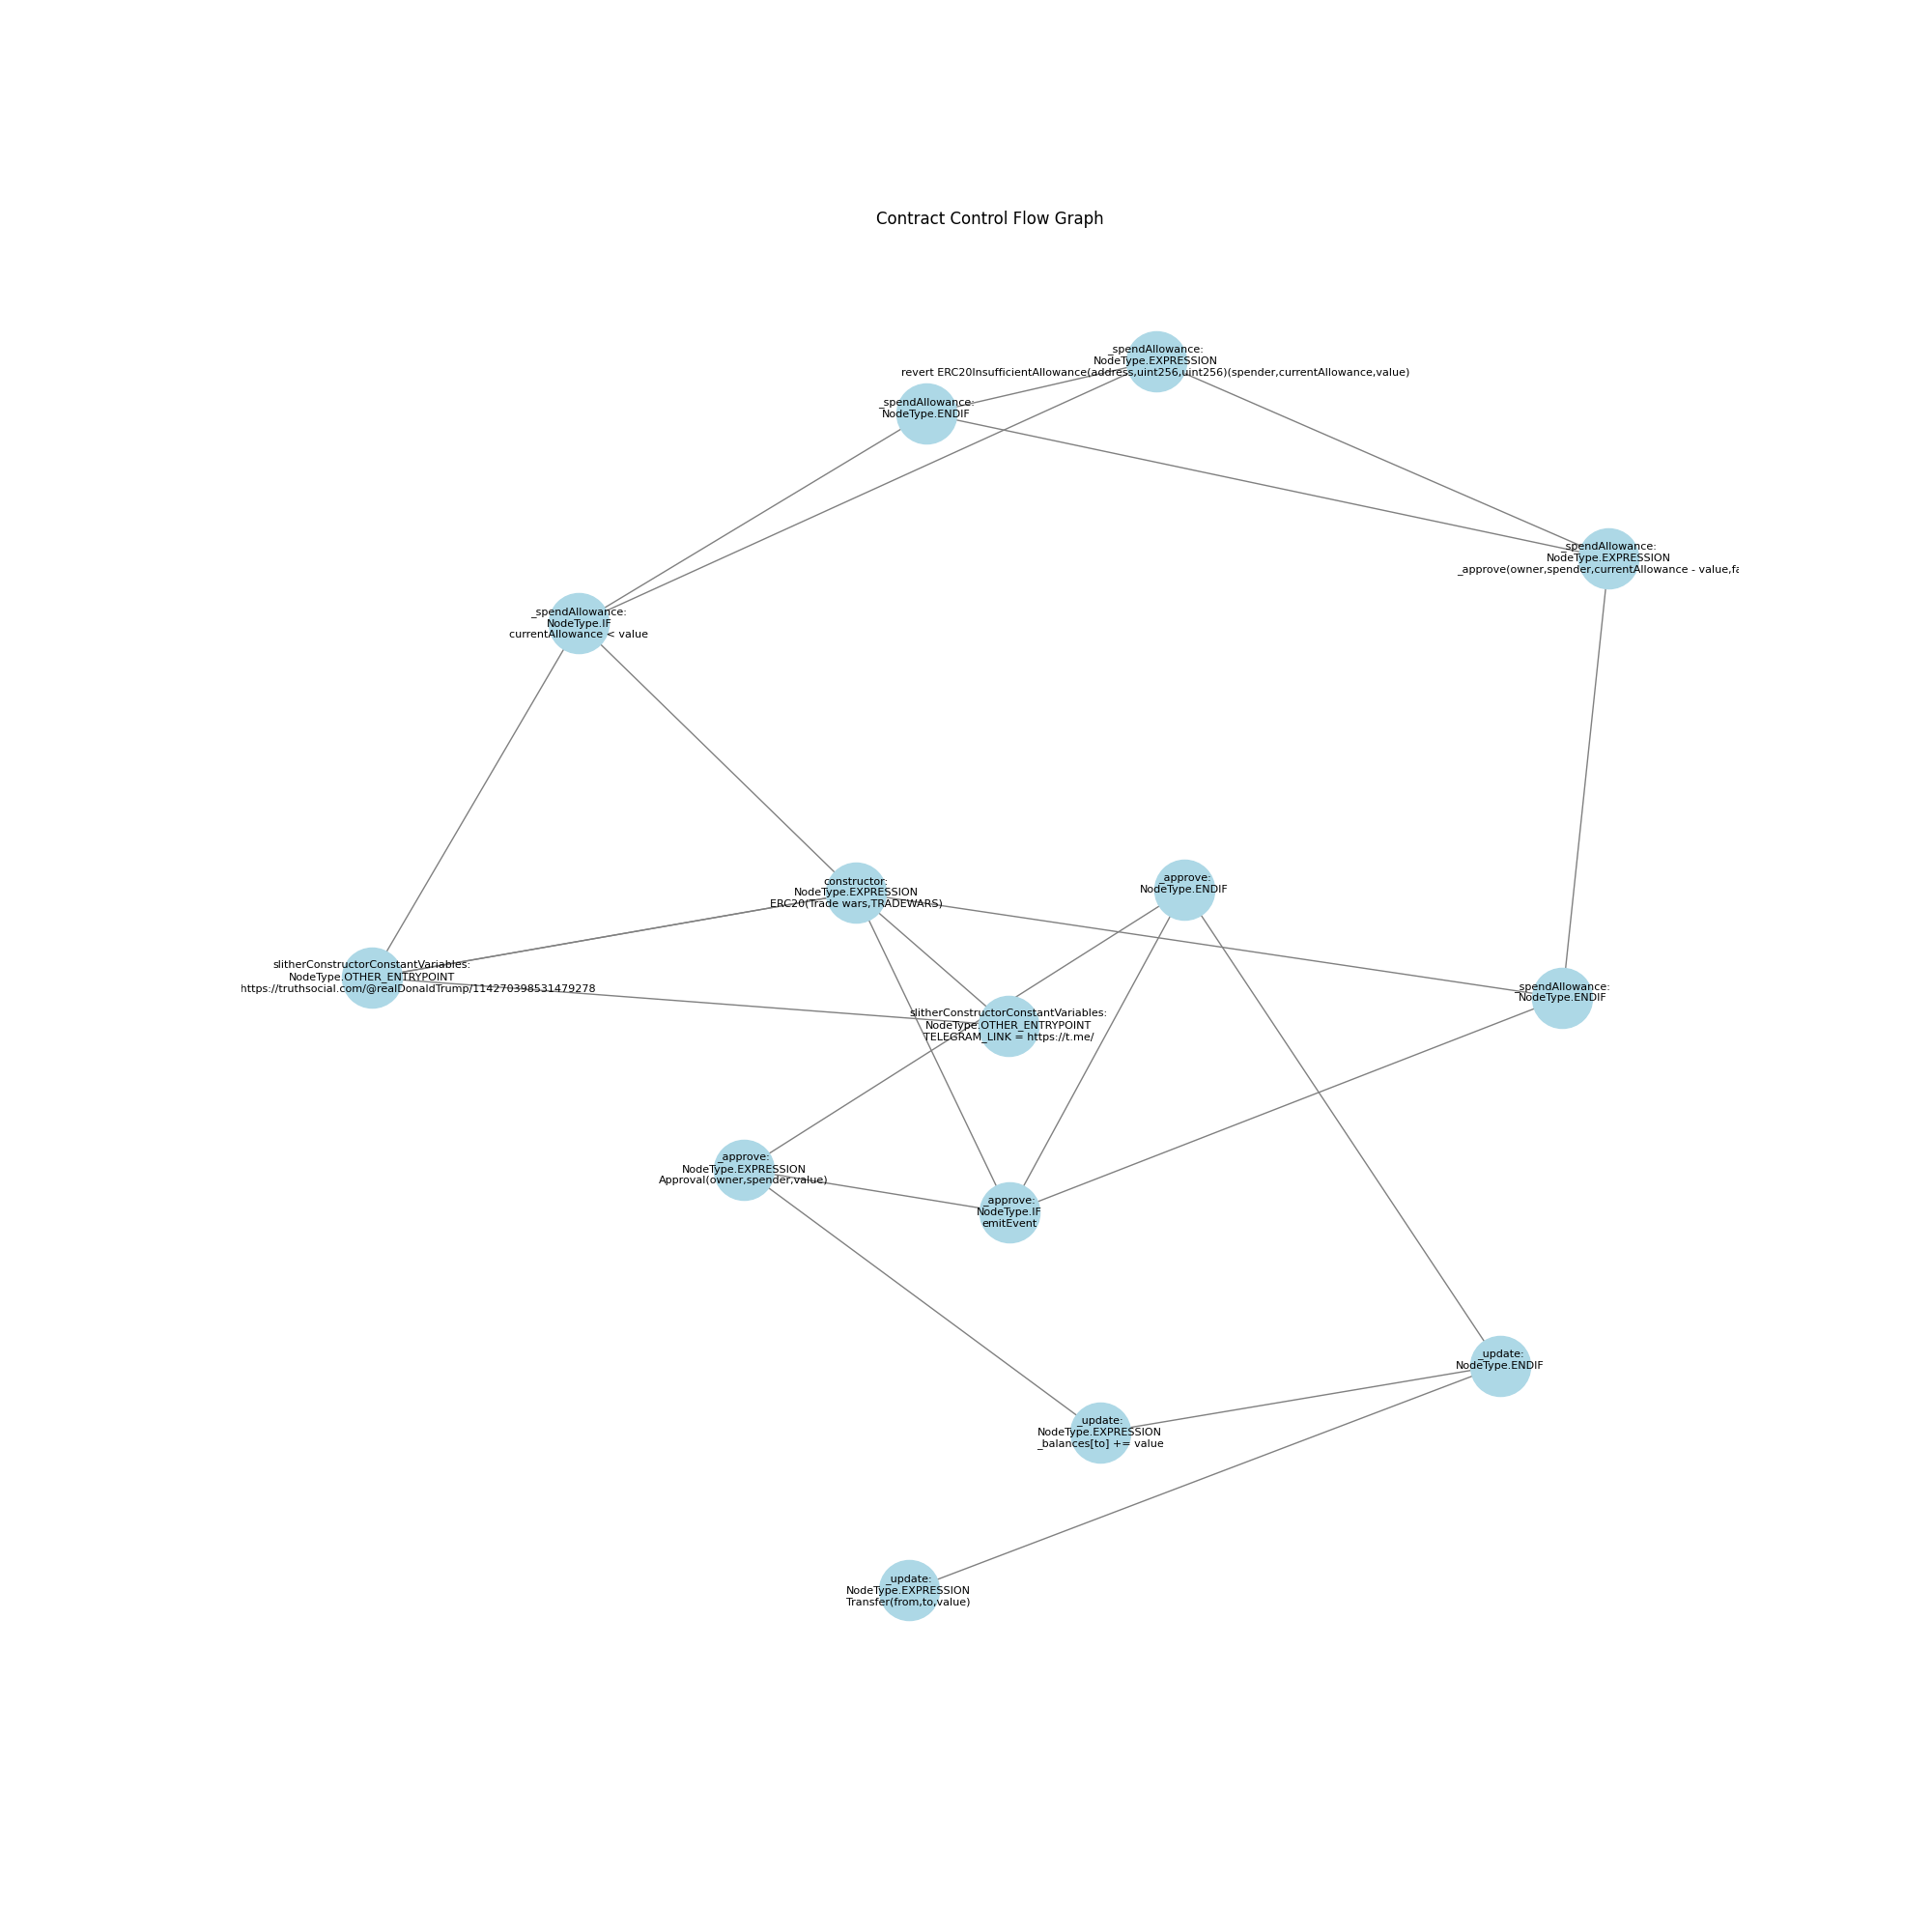 Contract Control Flow Graph
_spendAllowance:
NodeType.EXPRESSION
revert ERC20InsufficientAllowance(address,uint256,uint256)(spender,currentAllowance,value)
_spendAllowance:
NodeType.ENDIF
_spendAllowance:
NodeType.EXPRESSION
_approve(owner,spender,currentAllowance - value,fa
_spendAllowance:
NodeType.IF
currentAllowance < value
constructor:
NodeType.EXPRESSION
ERC20(Trade wars,TRADEWARS)
_approve:
NodeType.ENDIF
slitherConstructorConstantVariables:
NodeType.OTHER_ENTRYPOINT
https://truthsocial.com/@realDonaldTrump/114270398531479278
_spendAllowance:
NodeType.ENDIF
slitherConstructorConstantVariables:
NodeType.OTHER_ENTRYPOINT
TELEGRAM_LINK = https://t.me/
_approve:
NodeType.EXPRESSION
Approval(owner,spender,value)
_approve:
NodeType.IF
emitEvent
_update:
NodeType.ENDIF
_update:
NodeType.EXPRESSION
_balances[to] += value
_update:
NodeType.EXPRESSION
Transfer(from,to,value)